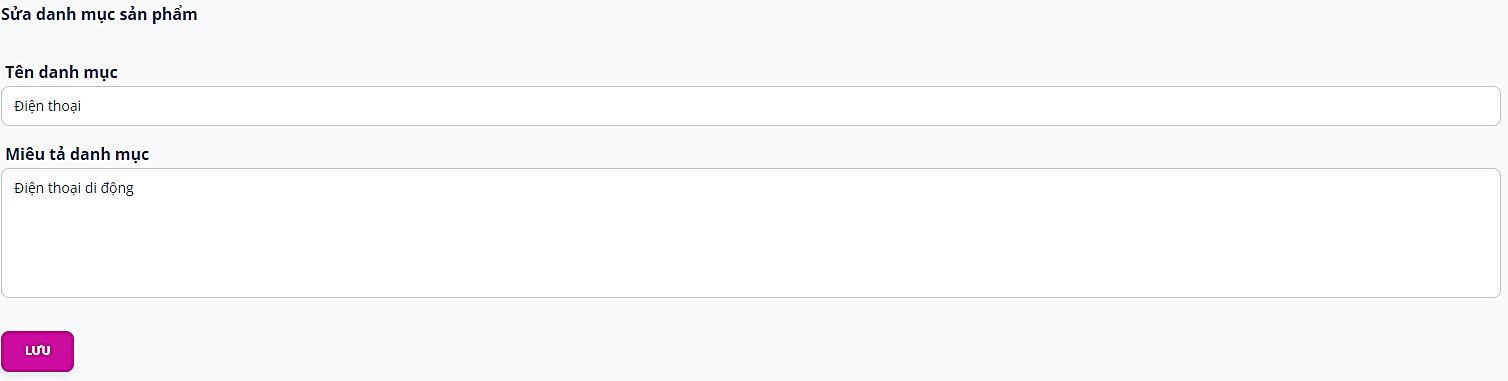 Sửa danh mục sản phẩm
Tên danh mục
Điện thoại
Miêu tả danh mục
Điện thoại di động
LƯU